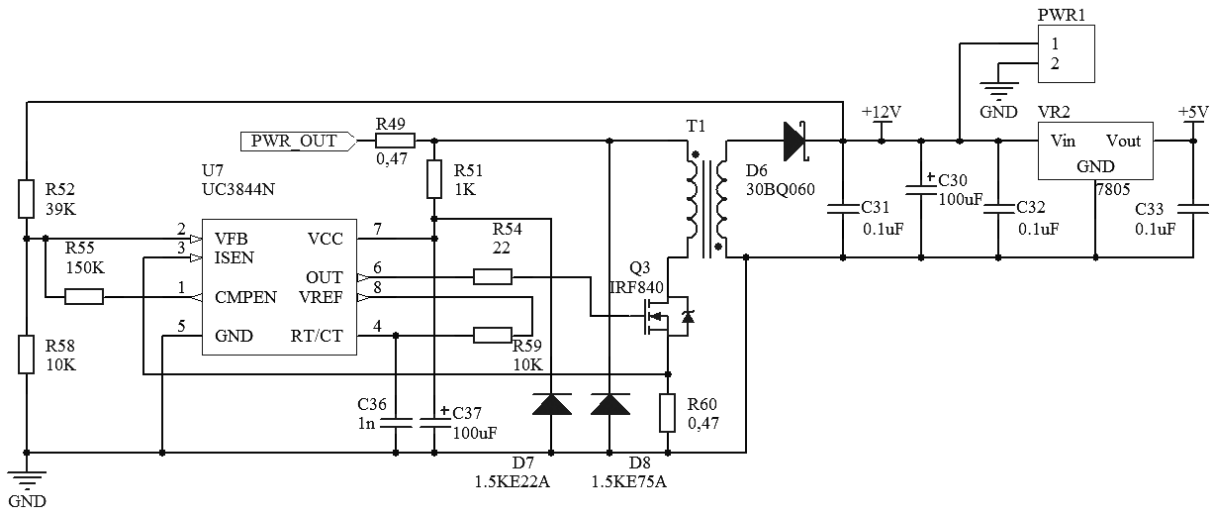 PWR1
1
2
GND
+12V
VR2
+5V
Vin
Vout
GND
7805
PWR_OUT
R49
0,47
T1
U7
UC3844N
R51
1K
D6
30BQ060
C30
100uF
C31
0.1uF
C32
0.1uF
C33
0.1uF
R52
39K
R55
150K
2
VFB
3
ISEN
1
CMPEN
5
GND
VCC
7
OUT
6
VREF
8
RT/CT
4
R54
22
Q3
IRF840
R58
10K
R59
10K
C36
1n
C37
100uF
R60
0,47
D7
1.5KE22A
D8
1.5KE75A
GND